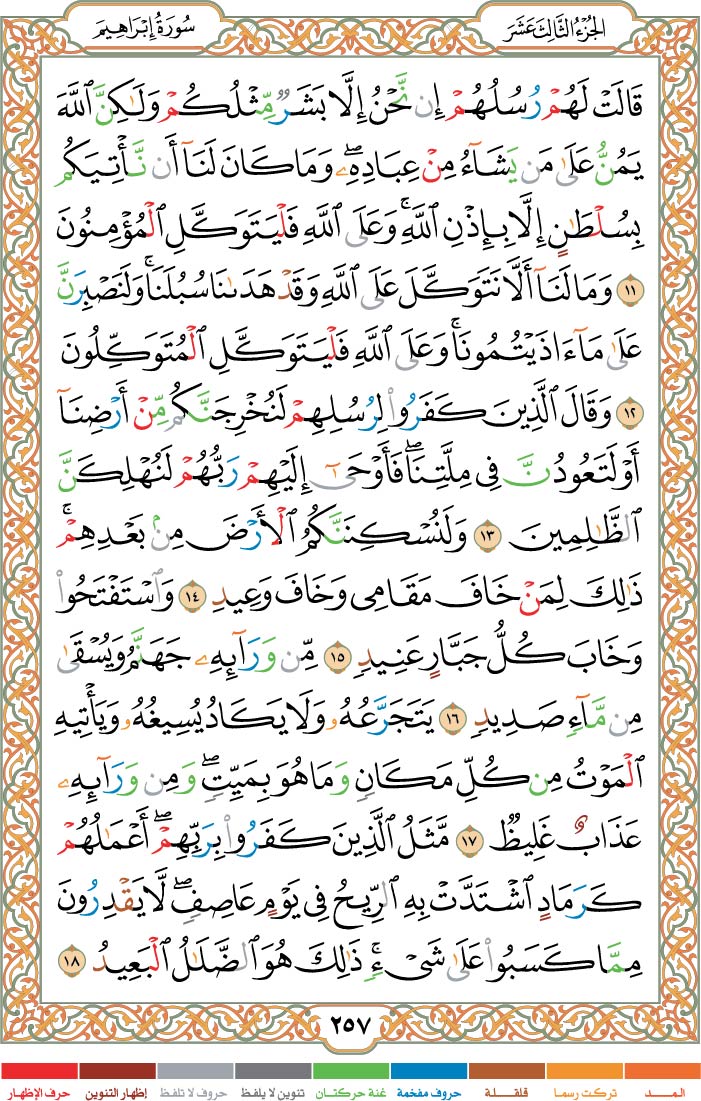 سُورَةُ إِبْرَاهِيمَ
الجُزْءُ الثَّالِثَ عَشَرَ
قَالَتْ لَهُمْ رُسُلُهُمْ إِن نَّحْنُ إِلَّا بَشَرٌ مِّثْلُكُمْ وَلَٰكِنَّ ٱللَّهَ
يَمُنُّ عَلَىٰ مَن يَشَآءُ مِنْ عِبَادِهِۦ ۖ وَمَا كَانَ لَنَآ أَن نَّأْتِيَكُم
بِسُلْطَٰنٍ إِلَّا بِإِذْنِ ٱللَّهِ ۚ وَعَلَى ٱللَّهِ فَلْيَتَوَكَّلِ ٱلْمُؤْمِنُونَ
١١ وَمَا لَنَآ أَلَّا نَتَوَكَّلَ عَلَى ٱللَّهِ وَقَدْ هَدَىٰنَا سُبُلَنَا ۚ وَلَنَصْبِرَنَّ
عَلَىٰ مَآ ءَاذَيْتُمُونَا ۚ وَعَلَى ٱللَّهِ فَلْيَتَوَكَّلِ ٱلْمُتَوَكِّلُونَ
١٢ وَقَالَ ٱلَّذِينَ كَفَرُوا۟ لِرُسُلِهِمْ لَنُخْرِجَنَّكُم مِّنْ أَرْضِنَآ
أَوْ لَتَعُودُنَّ فِى مِلَّتِنَا ۖ فَأَوْحَىٰٓ إِلَيْهِمْ رَبُّهُمْ لَنُهْلِكَنَّ
ٱلظَّٰلِمِينَ ١٣ وَلَنُسْكِنَنَّكُمُ ٱلْأَرْضَ مِنۢ بَعْدِهِمْ ۚ
ذَٰلِكَ لِمَنْ خَافَ مَقَامِى وَخَافَ وَعِيدِ ١٤ وَٱسْتَفْتَحُوا۟
وَخَابَ كُلُّ جَبَّارٍ عَنِيدٍ ١٥ مِّن وَرَآئِهِۦ جَهَنَّمُ وَيُسْقَىٰ
مِن مَّآءٍ صَدِيدٍ ١٦ يَتَجَرَّعُهُۥ وَلَا يَكَادُ يُسِيغُهُۥ وَيَأْتِيهِ
ٱلْمَوْتُ مِن كُلِّ مَكَانٍ وَمَا هُوَ بِمَيِّتٍ ۖ وَمِن وَرَآئِهِۦ
عَذَابٌ غَلِيظٌ ١٧ مَّثَلُ ٱلَّذِينَ كَفَرُوا۟ بِرَبِّهِمْ ۖ أَعْمَٰلُهُمْ
كَرَمَادٍ ٱشْتَدَّتْ بِهِ ٱلرِّيحُ فِى يَوْمٍ عَاصِفٍ ۖ لَّا يَقْدِرُونَ
مِمَّا كَسَبُوا۟ عَلَىٰ شَىْءٍ ۚ ذَٰلِكَ هُوَ ٱلضَّلَٰلُ ٱلْبَعِيدُ ١٨
٢٥٧
المـــد تركت رسما قلقـلـة حروف مفخمة غنة حركتان تنوين لا يلفظ حروف لا تلفظ إظهار التنوين حرف الإظهار